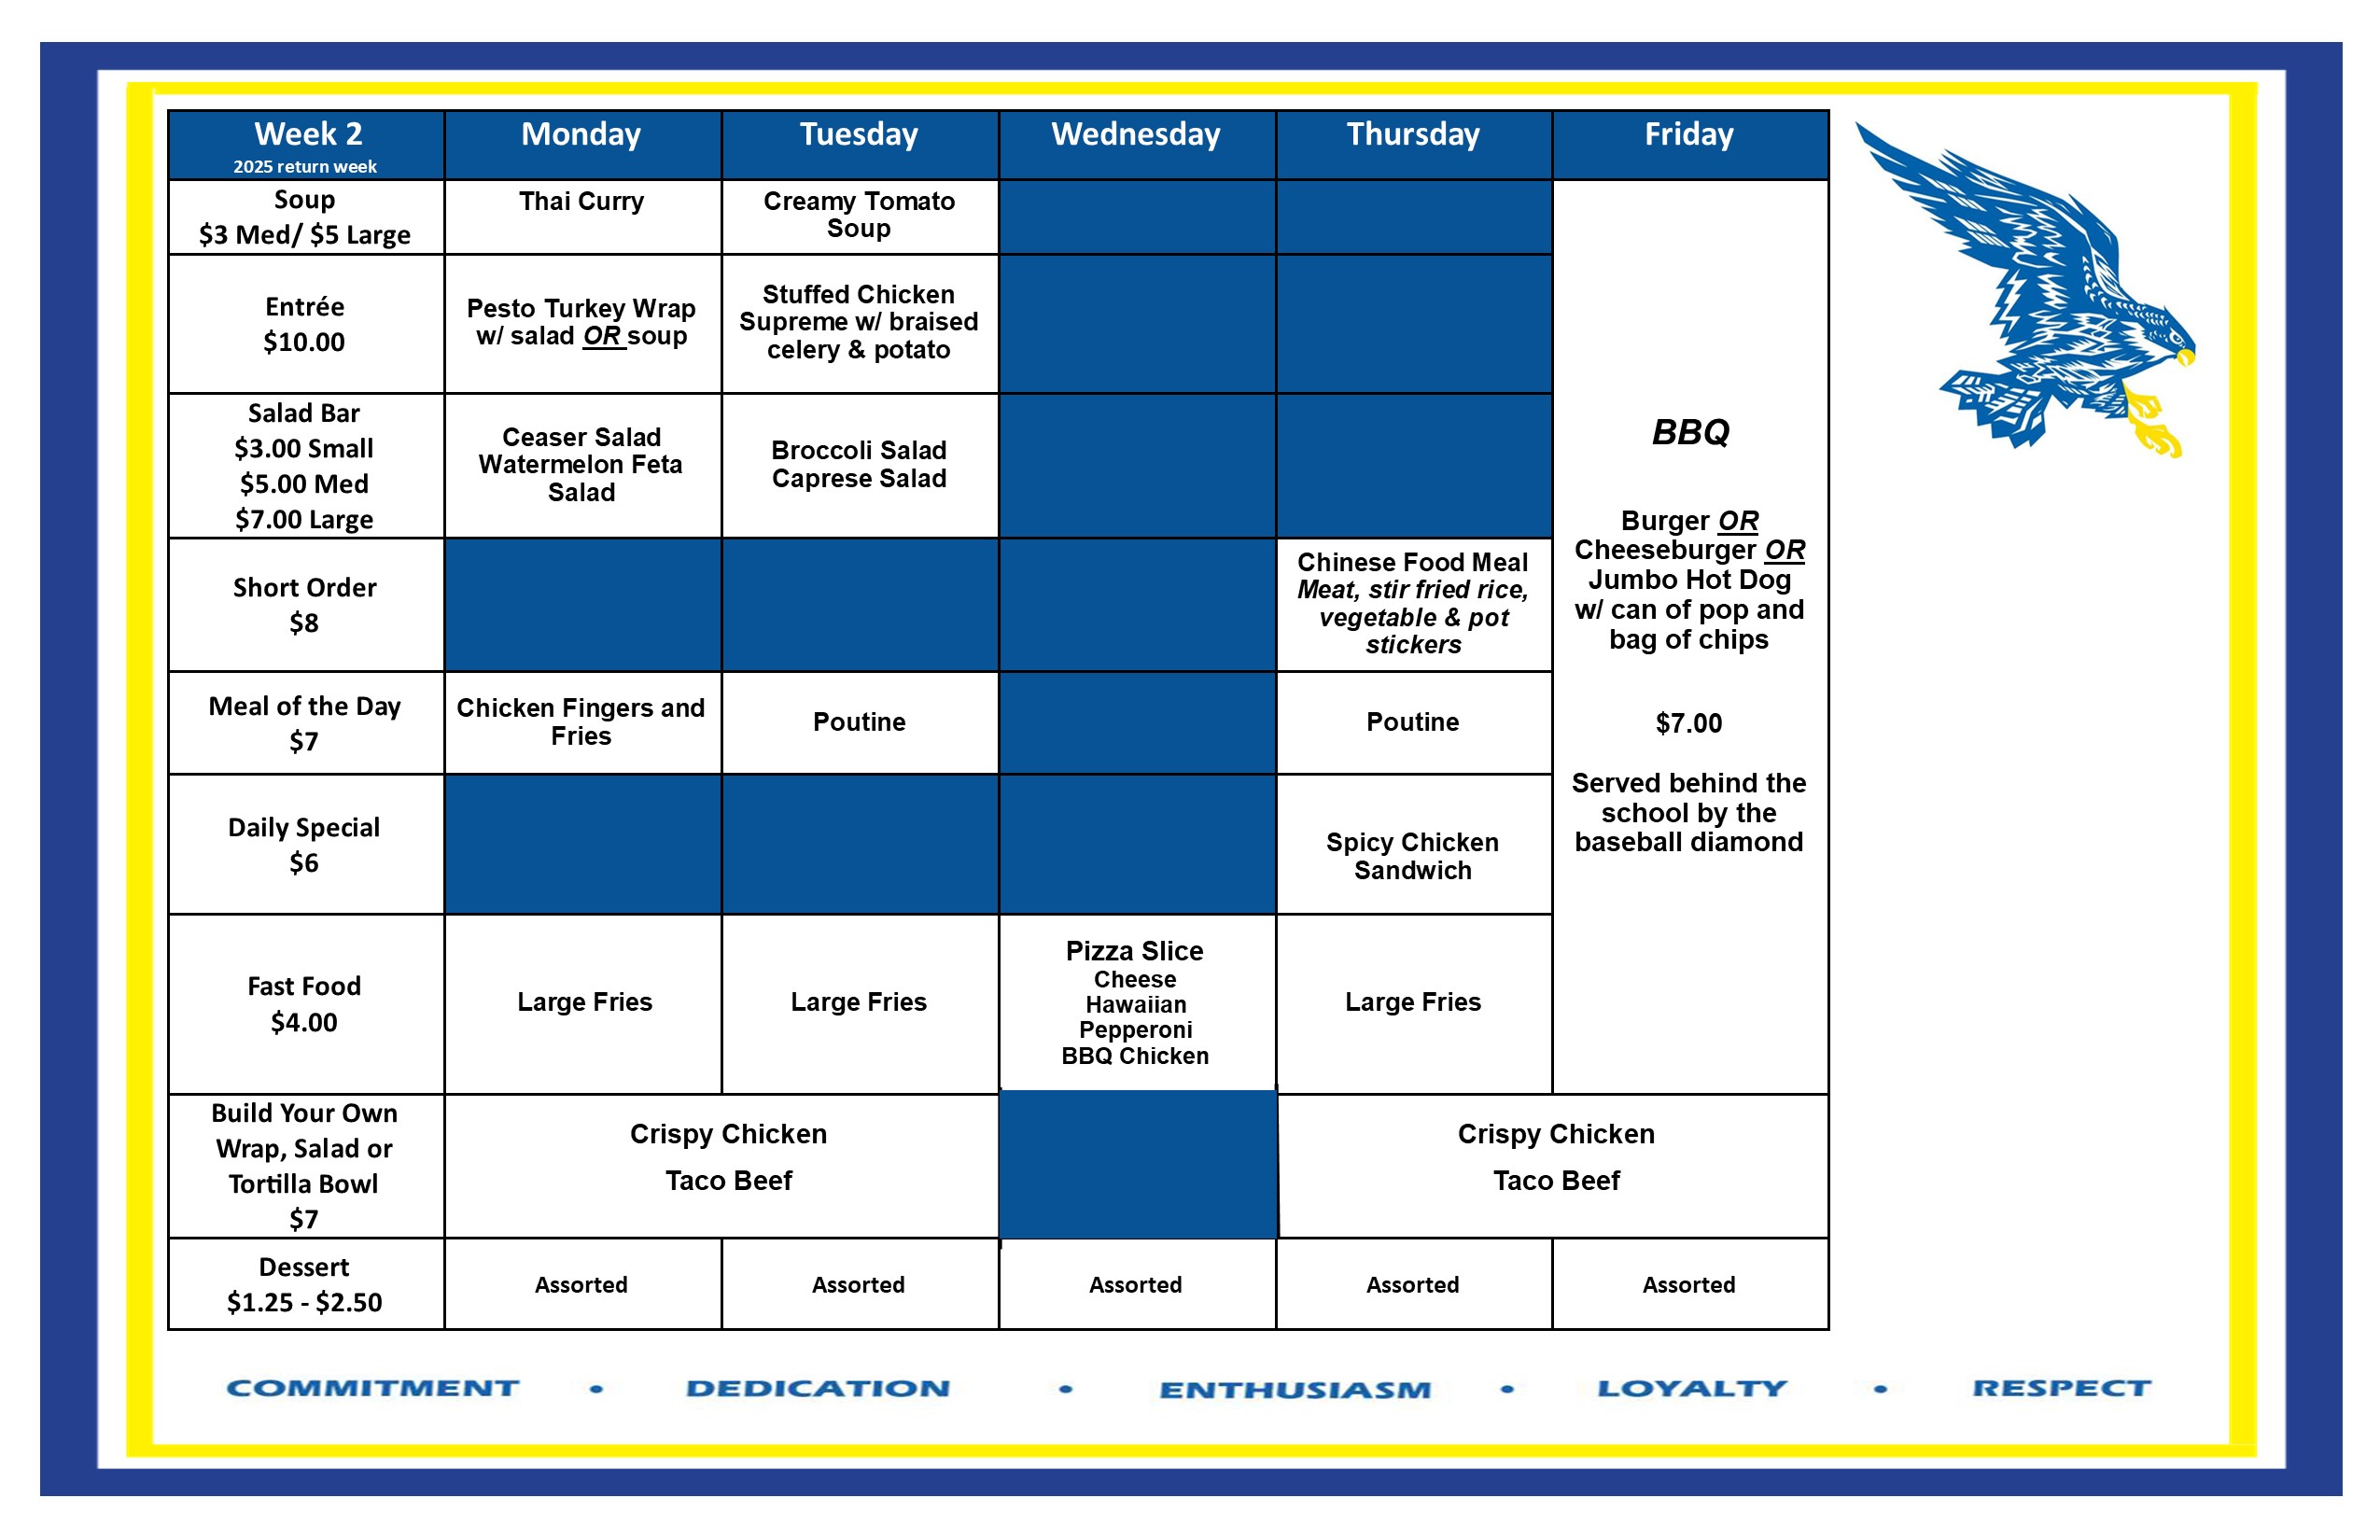 Week 2
2025 return week
Monday
Tuesday
Wednesday
Thursday
Friday
Soup
$3 Med/ $5 Large
Thai Curry
Creamy Tomato
Soup
Entrée
$10.00
Pesto Turkey Wrap
w/ salad OR soup
Stuffed Chicken
Supreme w/ braised
celery & potato
Salad Bar
$3.00 Small
$5.00 Med
$7.00 Large
Ceaser Salad
Watermelon Feta
Salad
Broccoli Salad
Caprese Salad
Short Order
$8
Chinese Food Meal
Meat, stir fried rice,
vegetable & pot
stickers
Meal of the Day
$7
Chicken Fingers and
Fries
Poutine
Poutine
Daily Special
$6
Spicy Chicken
Sandwich
Fast Food
$4.00
Large Fries
Large Fries
Pizza Slice
Cheese
Hawaiian
Pepperoni
BBQ Chicken
Large Fries
BBQ
Burger OR
Cheeseburger OR
Jumbo Hot Dog
w/ can of pop and
bag of chips
$7.00
Served behind the
school by the
baseball diamond
Build Your Own
Wrap, Salad or
Tortilla Bowl
$7
Crispy Chicken
Taco Beef
Crispy Chicken
Taco Beef
Dessert
$1.25 - $2.50
Assorted
Assorted
Assorted
Assorted
Assorted
COMMITMENT • DEDICATION • ENTHUSIASM • LOYALTY • RESPECT